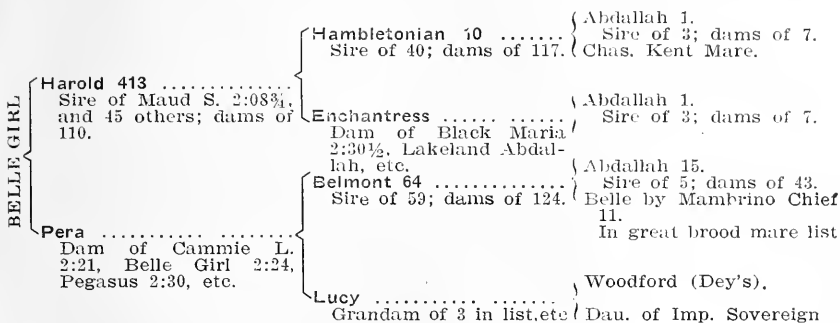 BELLE GIRL
Harold 413 ..............
Sire of Maud S. 2:08¾,
and 45 others; dams of
110.
Hambletonian 10 .......
Sire of 40; dams of 117.
Abdallah 1.
Sire of 3; dams of 7.
Chas. Kent Mare.
Enchantress ...... ......
Dam of Black Maria
2:30½, Lakeland Abdal-
lah, etc.
Abdallah 1.
Sire of 3; dams of 7.
Pera ........... .........
Dam of Cammie L.
2:21, Belle Girl 2:24,
Pegasus 2:30, etc.
Belmont 64 ..............
Sire of 59; dams of 124.
Abdallah 15.
Sire of 5; dams of 43.
Belle by Mambrino Chief
11.
In great brood mare list
Lucy ........... .......
Grandam of 3 in list, etc
Woodford (Dey's).
Dau. of Imp. Sovereign